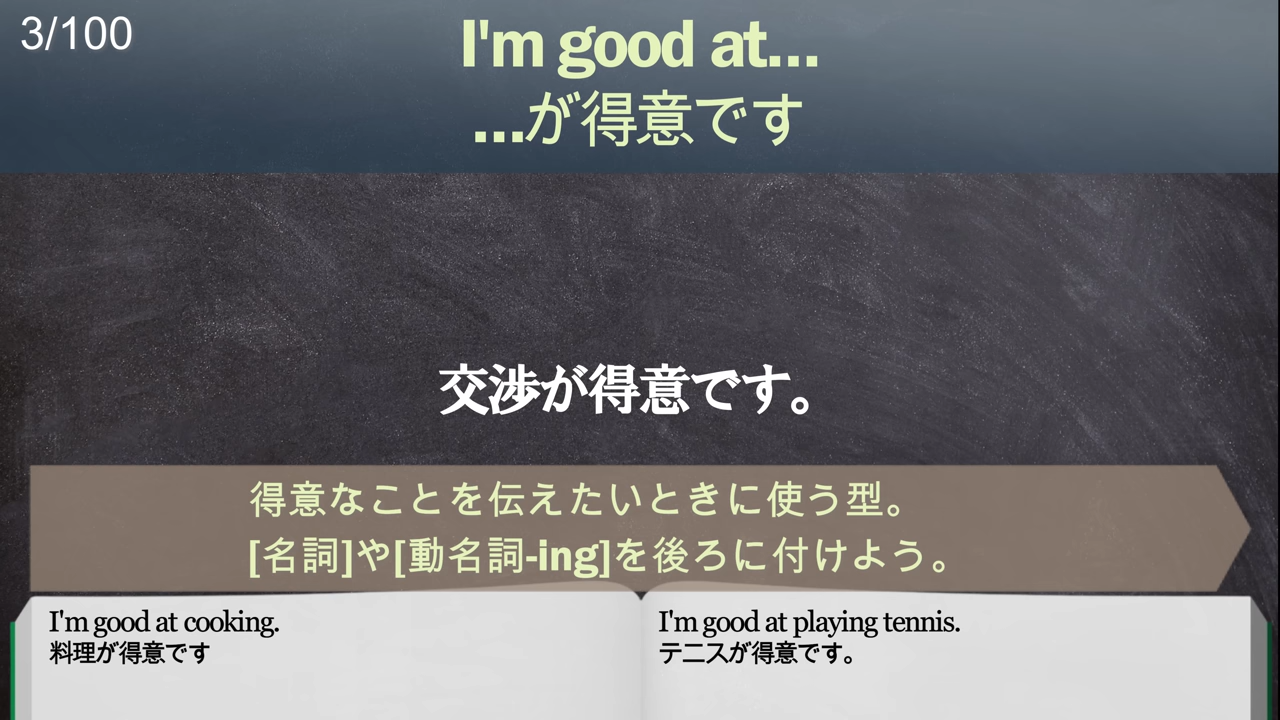 3/100
I'm good at...
...が得意です
交渉が得意です。
得意なことを伝えたいときに使う型。
[名詞]や[動名詞-ing]を後ろに付けよう。
I'm good at cooking.
料理が得意です
I'm good at playing tennis.
テニスが得意です。